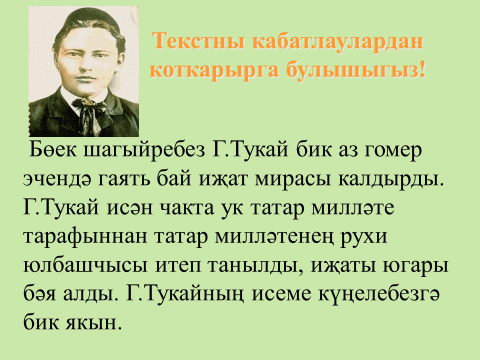 Текстны кабатлаулардан
коткарырга булышыгыз!
Бөек шагыйребез Г.Тукай бик аз гомер
эчендә гаять бай иҗат мирасы калдырды.
Г.Тукай исән чакта ук татар милләте
тарафыннан татар милләтенең рухи
юлбашчысы итеп танылды, иҗаты югары
бәя алды. Г.Тукайның исеме күңелебезгә
бик якын.